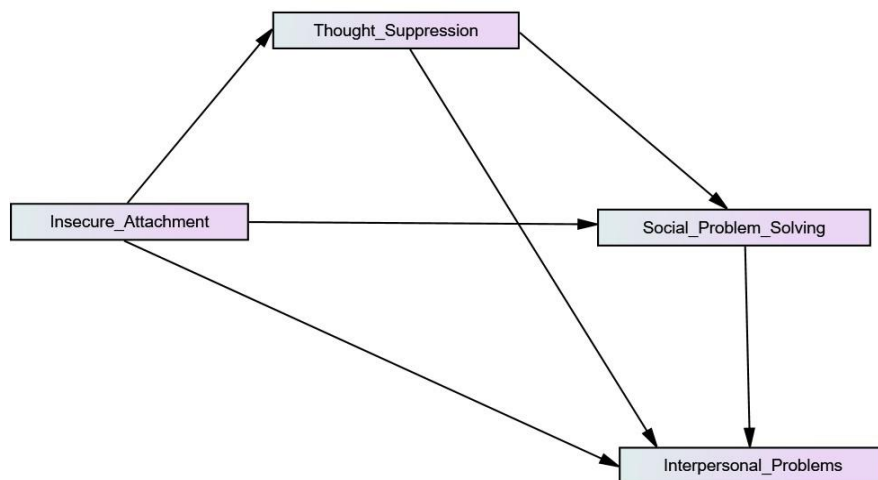 Thought_Suppression
Insecure_Attachment
Social_Problem_Solving
Interpersonal_Problems